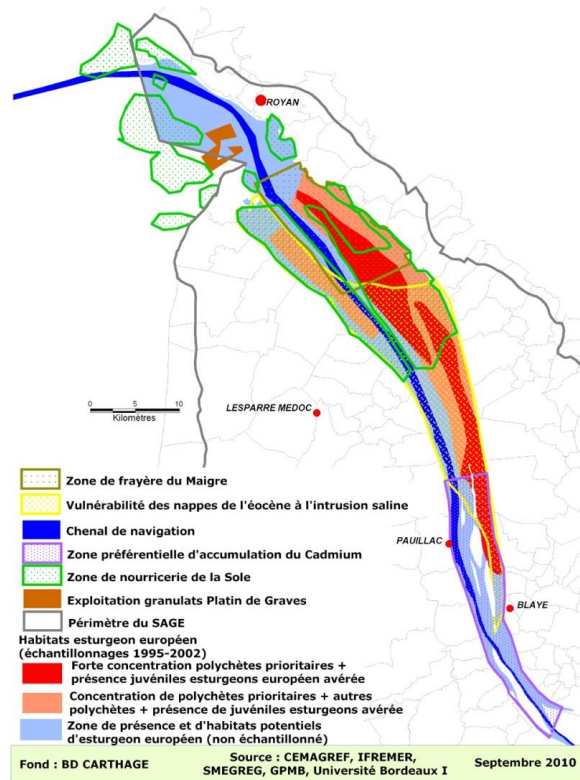 ROYAN
0 5 10
Kilomètres
LESPARRE MEDOC
PAUILLAC
BLAYE
Zone de frayère du Maigre
Vulnérabilité des nappes de l'éocène à l'intrusion saline
Chenal de navigation
Zone préférentielle d'accumulation du Cadmium
Zone de nourricerie de la Sole
Exploitation granulats Platin de Graves
Périmètre du SAGE
Habitats esturgeon européen
(échantillonnages 1995-2002)
Forte concentration polychètes prioritaires +
présence juvéniles esturgeons européen avérée
Concentration de polychètes prioritaires + autres
polychètes + présence de juvéniles esturgeons avérée
Zone de présence et d'habitats potentiels
d'esturgeon européen (non échantillonné)
Fond : BD CARTHAGE
Source : CEMAGREF, IFREMER,
SMEGREG, GPMB, Université Bordeaux I
Septembre 2010